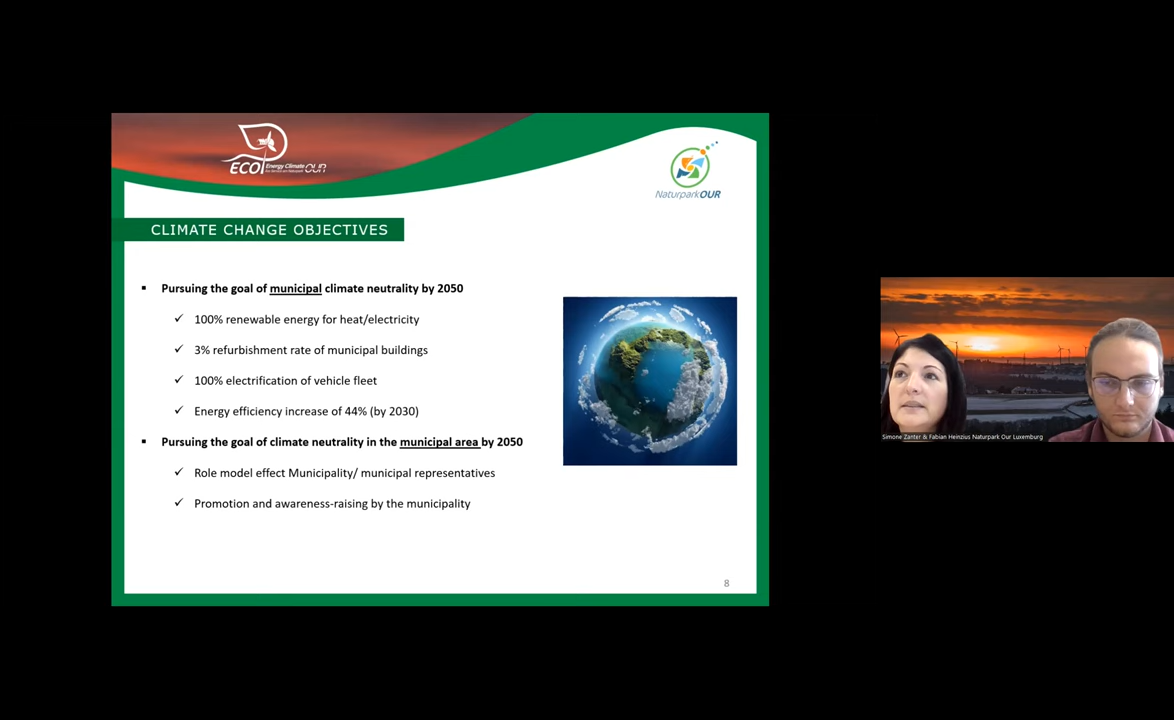 ECO Energy Climate OUR
NaturparkOUR
CLIMATE CHANGE OBJECTIVES
▪ Pursuing the goal of municipal climate neutrality by 2050
✓ 100% renewable energy for heat/electricity
✓ 3% refurbishment rate of municipal buildings
✓ 100% electrification of vehicle fleet
✓ Energy efficiency increase of 44% (by 2030)
▪ Pursuing the goal of climate neutrality in the municipal area by 2050
✓ Role model effect Municipality/ municipal representatives
✓ Promotion and awareness-raising by the municipality
8
Simone Zanter & Fabian Heinzius Naturpark Our Luxemburg